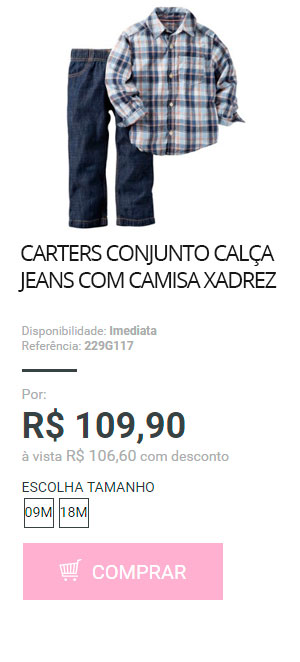 CARTERS CONJUNTO CALÇA
JEANS COM CAMISA XADREZ
Disponibilidade: Imediata
Referência: 229G117
Por:
R$ 109,90
à vista R$ 106,60 com desconto
ESCOLHA TAMANHO
09M 18M
COMPRAR